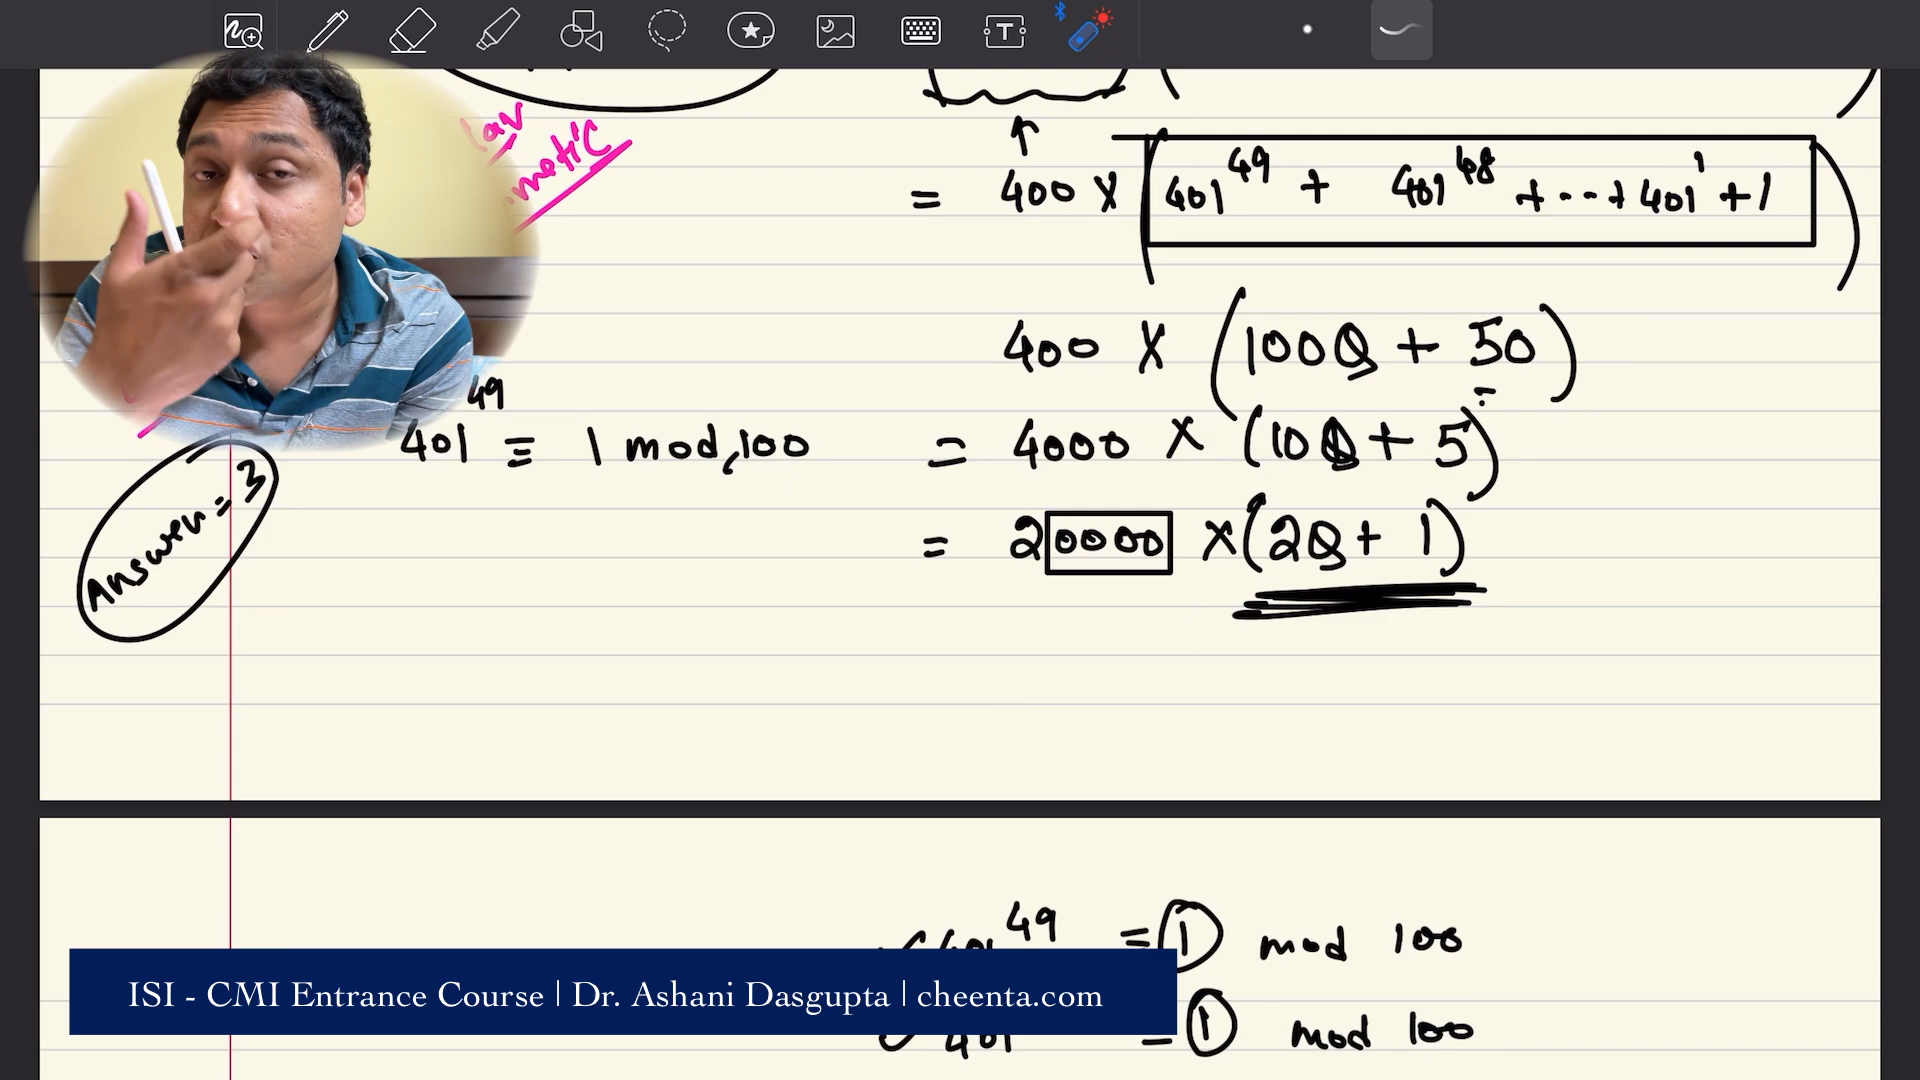 = 400 × (401^49 + 401^48 + --- + 401^1 + 1)
400 × (100Q + 50)
401^49 ≡ 1 mod, 100 = 4000 × (10Q + 5)
Answer = 3
= 20000 × (2Q + 1)
401^49 = 1 mod 100
401 = 1 mod 100
ISI - CMI Entrance Course | Dr. Ashani Dasgupta | cheenta.com